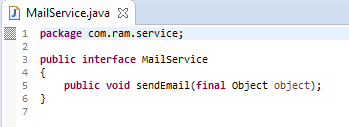 MailService.java
1 package com.ram.service;
2
3 public interface MailService
4 {
5 public void sendEmail(final Object object);
6 }
7